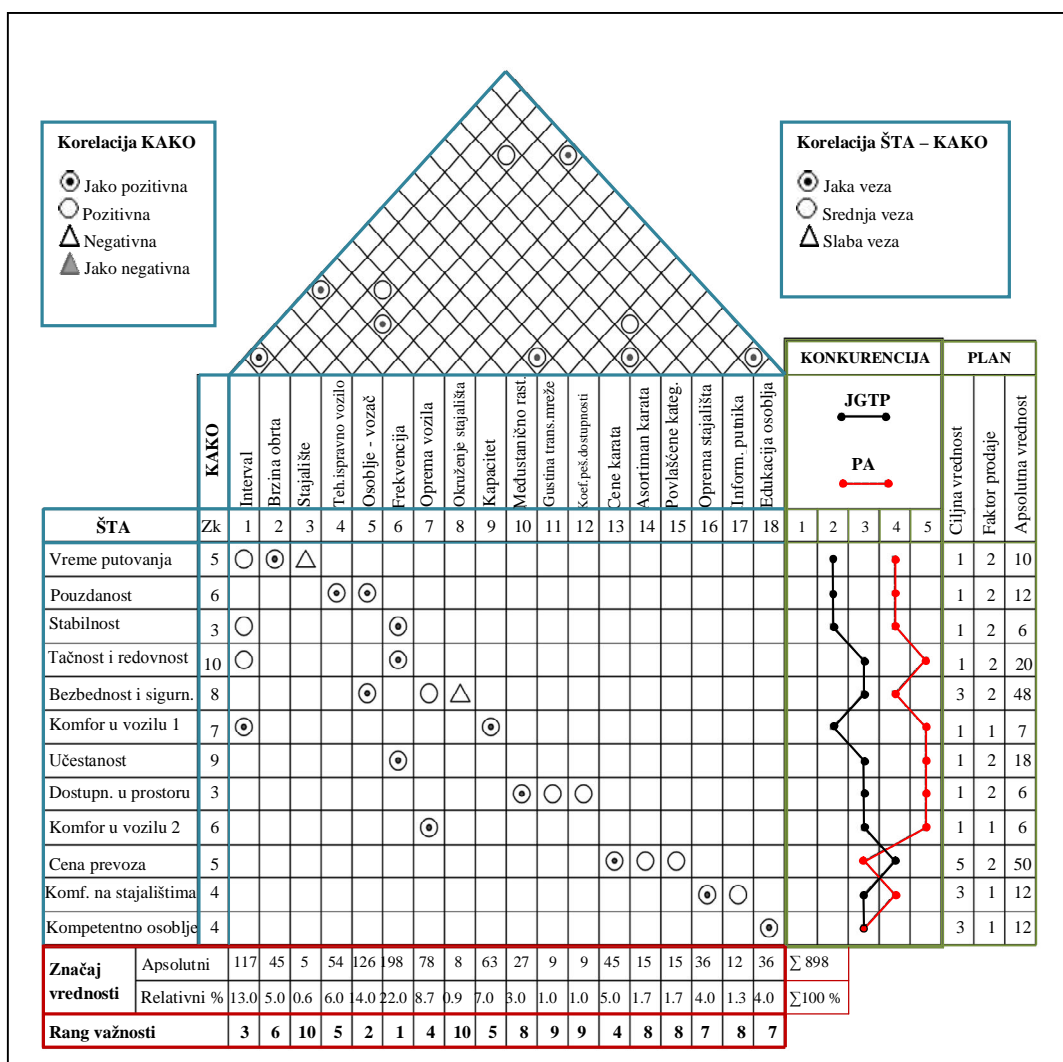 Korelacija KAKO
Jako pozitivna
Pozitivna
Negativna
Jako negativna
Korelacija ŠTA – KAKO
Jaka veza
Srednja veza
Slaba veza
KONKURENCIJA PLAN
JGTP
PA
KAKO
Interval
Brzina obrta
Stajalište
Teh.ispravno vozilo
Osoblje - vozač
Frekvencija
Oprema vozila
Okruženje stajališta
Kapacitet
Međustanično rast.
Gustina trans.mreže
Koef.peš.dostupnosti
Cene karata
Asortiman karata
Povlašćene kateg.
Oprema stajališta
Inform. putnika
Edukacija osoblja
Ciljna vrednost
Faktor prodaje
Apsolutna vrednost
ŠTA Zk 1 2 3 4 5 6 7 8 9 10 11 12 13 14 15 16 17 18 1 2 3 4 5
Vreme putovanja 5 1 2 10
Pouzdanost 6 1 2 12
Stabilnost 3 1 2 6
Tačnost i redovnost 10 1 2 20
Bezbednost i sigurn. 8 3 2 48
Komfor u vozilu 1 7 1 1 7
Učestanost 9 1 2 18
Dostupn. u prostoru 3 1 2 6
Komfor u vozilu 2 6 1 1 6
Cena prevoza 5 5 2 50
Komf. na stajalištima 4 3 1 12
Kompetentno osoblje 4 3 1 12
Značaj vrednosti
Apsolutni 117 45 5 54 126 198 78 8 63 27 9 9 45 15 15 36 12 36 ∑ 898
Relativni % 13.0 5.0 0.6 6.0 14.0 22.0 8.7 0.9 7.0 3.0 1.0 1.0 5.0 1.7 1.7 4.0 1.3 4.0 ∑100 %
Rang važnosti 3 6 10 5 2 1 4 10 5 8 9 9 4 8 8 7 8 7